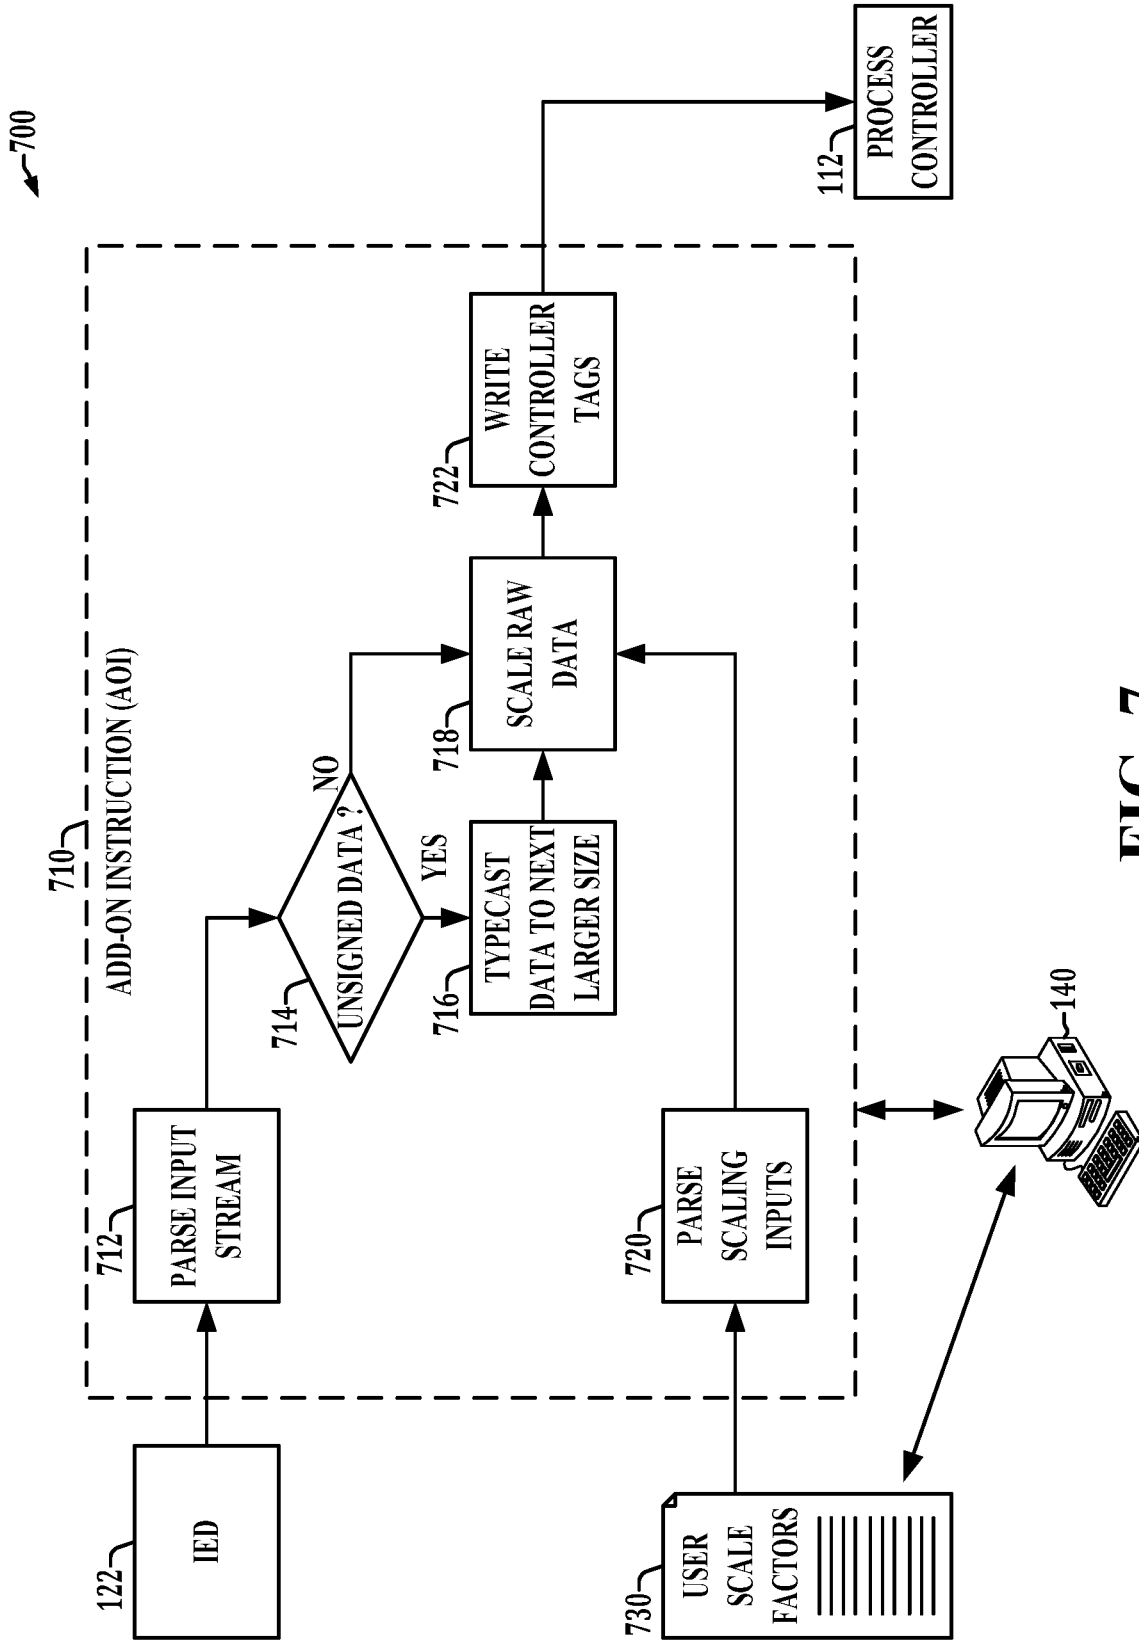 700
710
ADD-ON INSTRUCTION (AOI)
122
IED
712
PARSE INPUT
STREAM
714
UNSIGNED DATA ?
NO
YES
716
TYPECAST
DATA TO NEXT
LARGER SIZE
718
SCALE RAW
DATA
722
WRITE
CONTROLLER
TAGS
112
PROCESS
CONTROLLER
730
USER
SCALE
FACTORS
720
PARSE
SCALING
INPUTS
140
FIG. 7